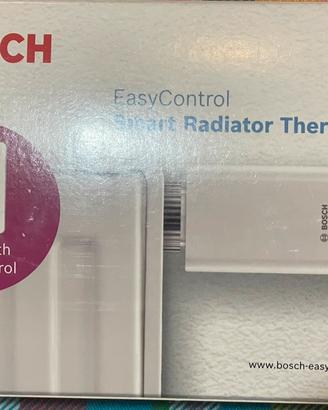 SCH
EasyControl
Smart Radiator Ther
BOSCH
th
rol
www.bosch-easy